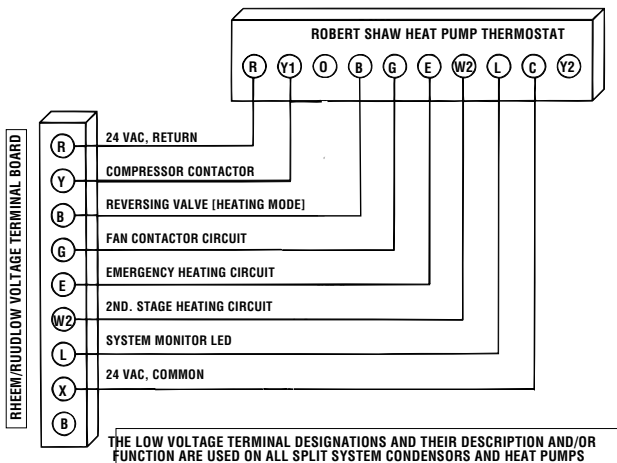 ROBERT SHAW HEAT PUMP THERMOSTAT
R Y1 O B G E W2 L C Y2
RHEEM/RUUDLOW VOLTAGE TERMINAL BOARD
R 24 VAC, RETURN
Y COMPRESSOR CONTACTOR
B REVERSING VALVE [HEATING MODE]
G FAN CONTACTOR CIRCUIT
E EMERGENCY HEATING CIRCUIT
W2 2ND. STAGE HEATING CIRCUIT
L SYSTEM MONITOR LED
X 24 VAC, COMMON
B
THE LOW VOLTAGE TERMINAL DESIGNATIONS AND THEIR DESCRIPTION AND/OR
FUNCTION ARE USED ON ALL SPLIT SYSTEM CONDENSORS AND HEAT PUMPS